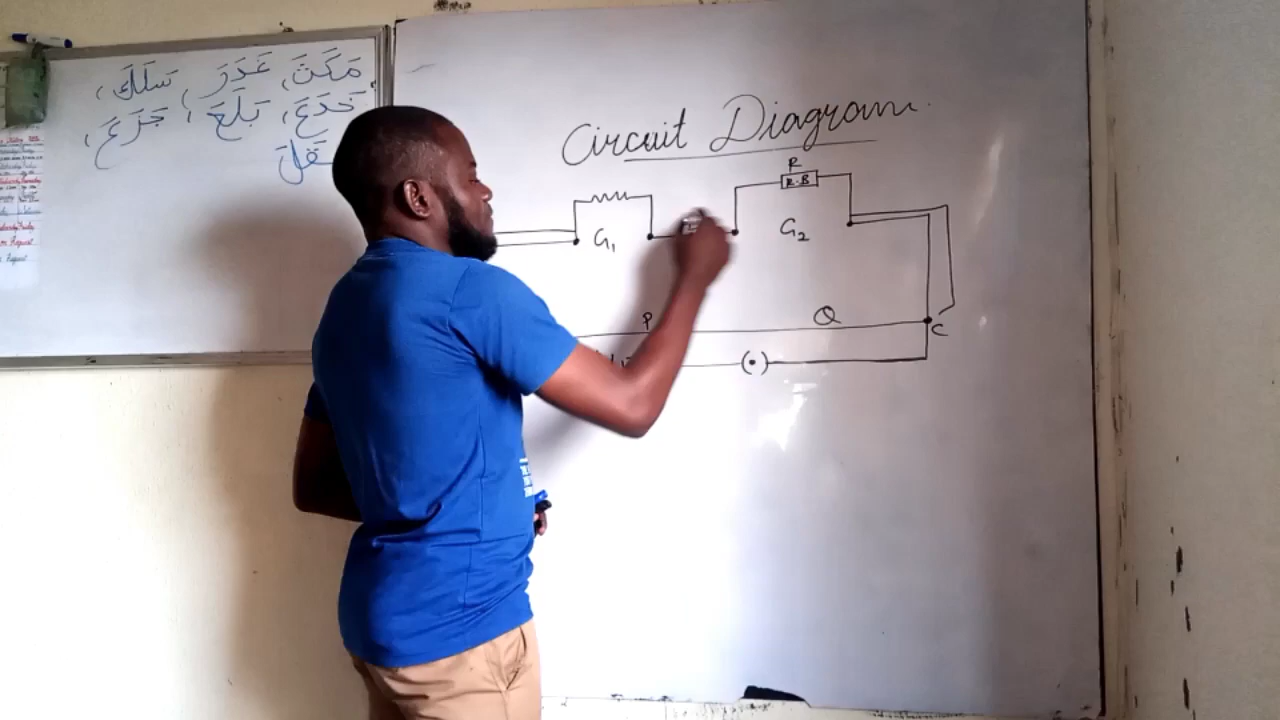 مَكَثَ، غَدَرَ، سَلَكَ،
خَدَعَ، بَلَعَ، جَزَعَ،
Circuit Diagram.
R
R.B
G₁
G₂
P
Q
C